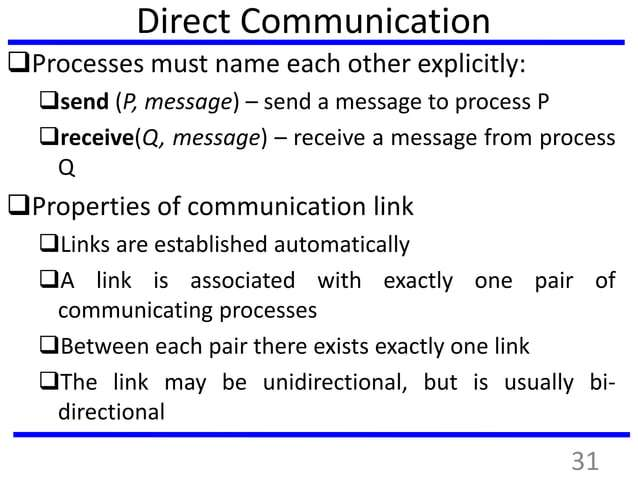 Direct Communication
❑Processes must name each other explicitly:
❑send (P, message) – send a message to process P
❑receive(Q, message) – receive a message from process
Q
❑Properties of communication link
❑Links are established automatically
❑A link is associated with exactly one pair of
communicating processes
❑Between each pair there exists exactly one link
❑The link may be unidirectional, but is usually bi-
directional
31